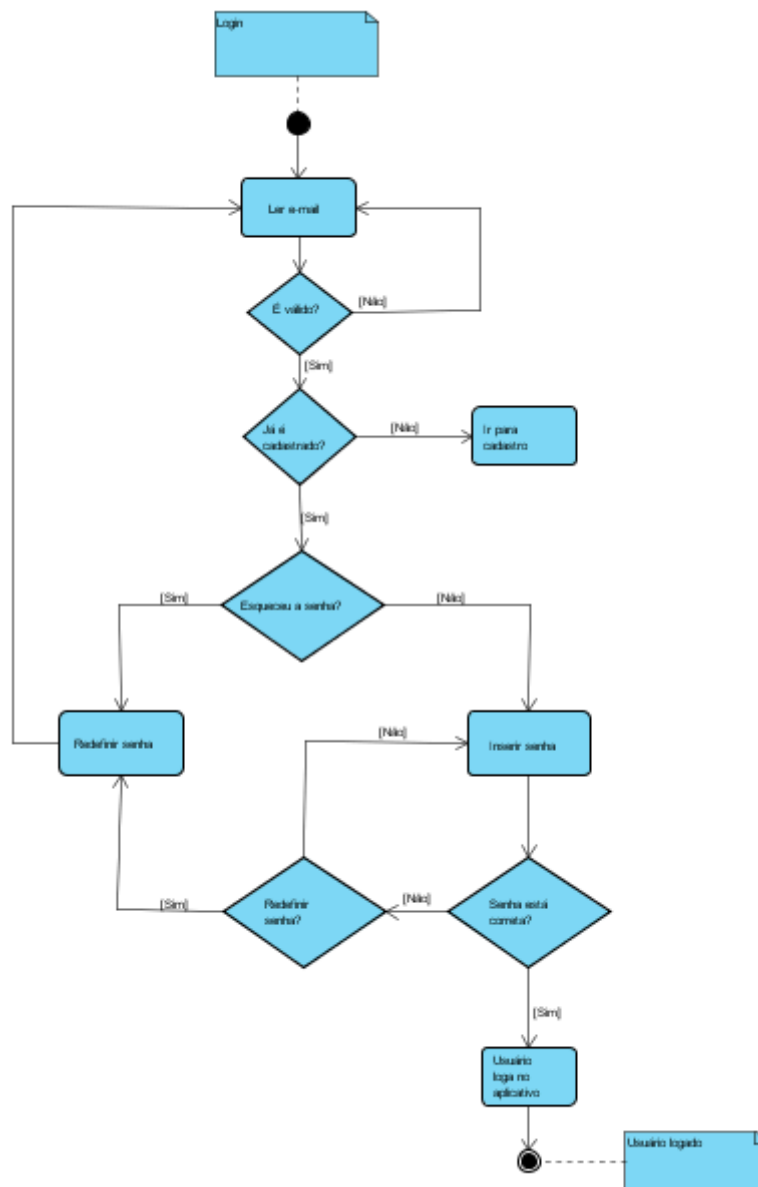 Login
Ler e-mail
É válido?
[Não]
[Sim]
Já é
cadastrado?
[Não]
Ir para
cadastro
[Sim]
Esqueceu a senha?
[Sim]
[Não]
Redefinir senha
[Não]
Inserir senha
Redefinir
senha?
[Sim]
[Não]
Senha está
correta?
[Sim]
Usuário
loga no
aplicativo
Usuário logado